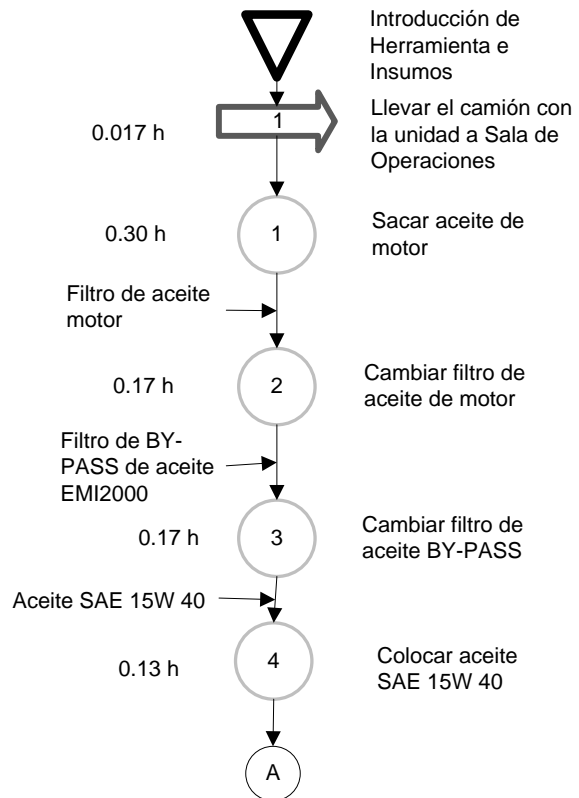 Introducción de
Herramienta e
Insumos
1
0.017 h
Llevar el camión con
la unidad a Sala de
Operaciones
0.30 h
1
Sacar aceite de
motor
Filtro de aceite
motor
0.17 h
2
Cambiar filtro de
aceite de motor
Filtro de BY-
PASS de aceite
EMI2000
0.17 h
3
Cambiar filtro de
aceite BY-PASS
Aceite SAE 15W 40
0.13 h
4
Colocar aceite
SAE 15W 40
A